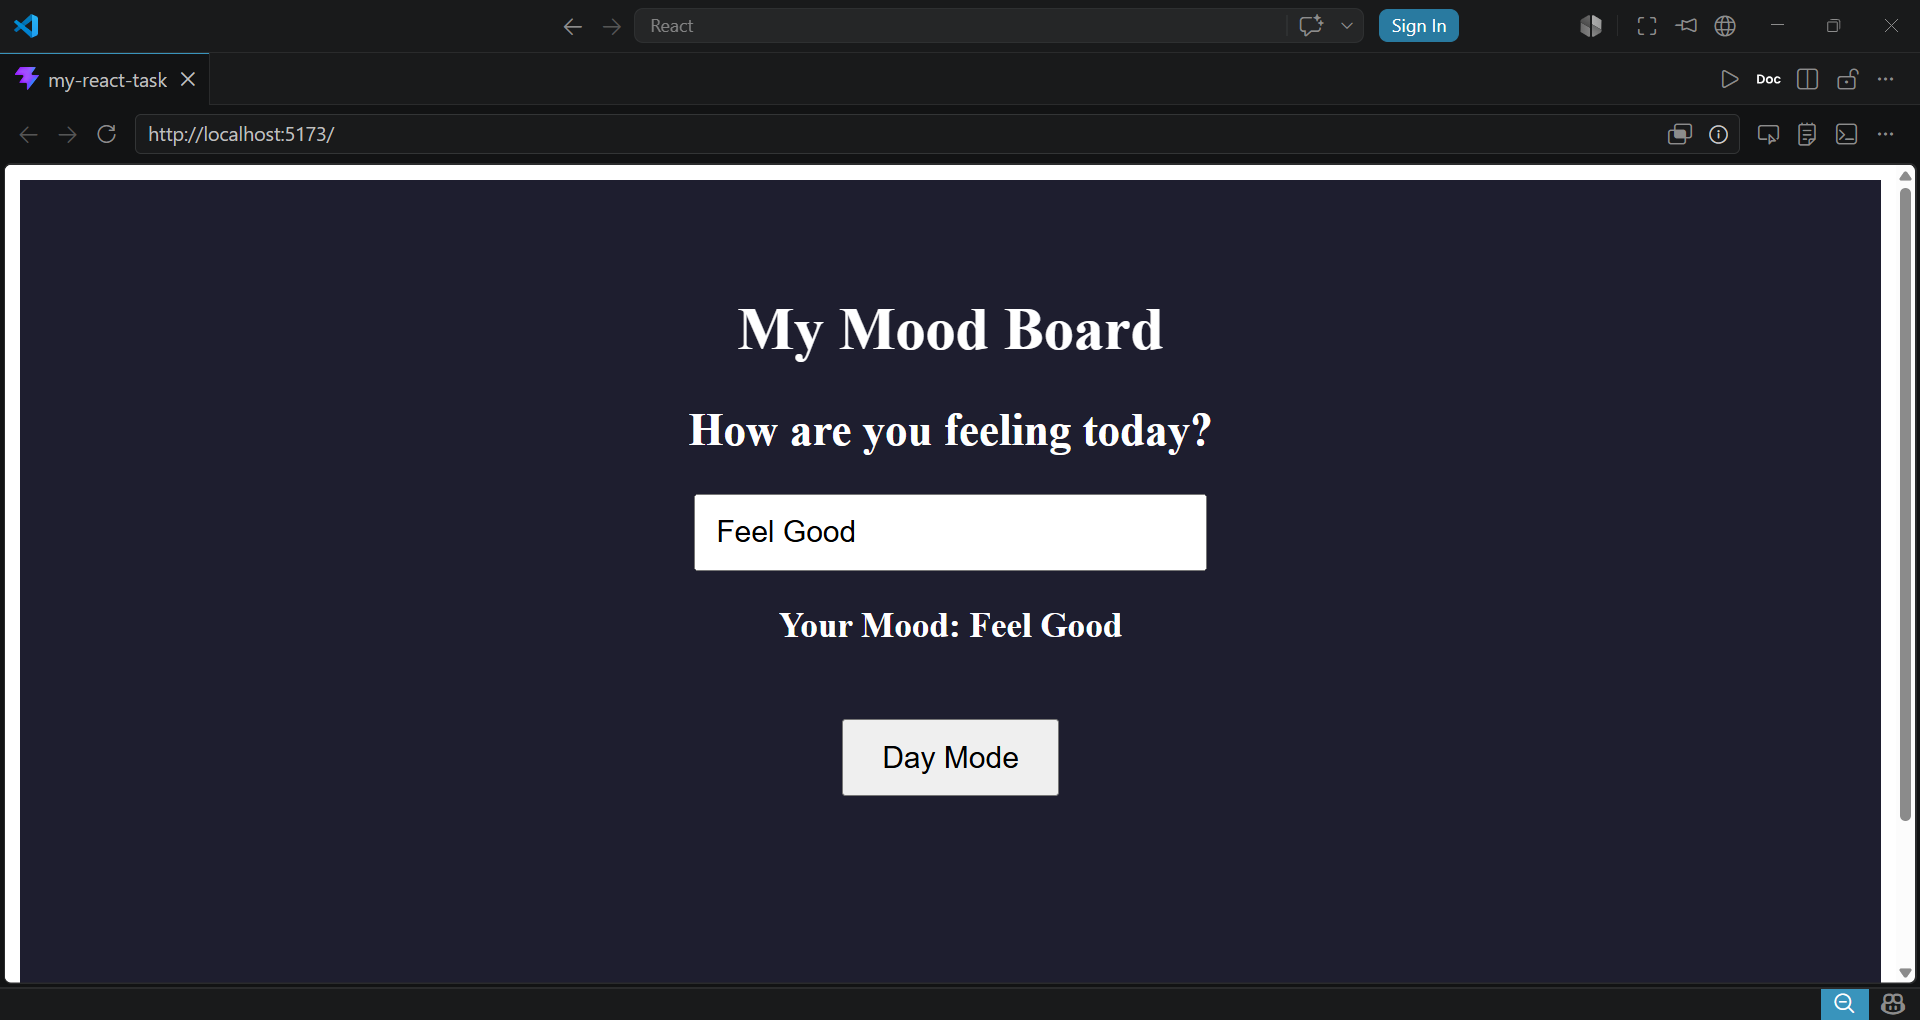 React
Sign In
my-react-task
Doc
http://localhost:5173/
My Mood Board
How are you feeling today?
Feel Good
Your Mood: Feel Good
Day Mode